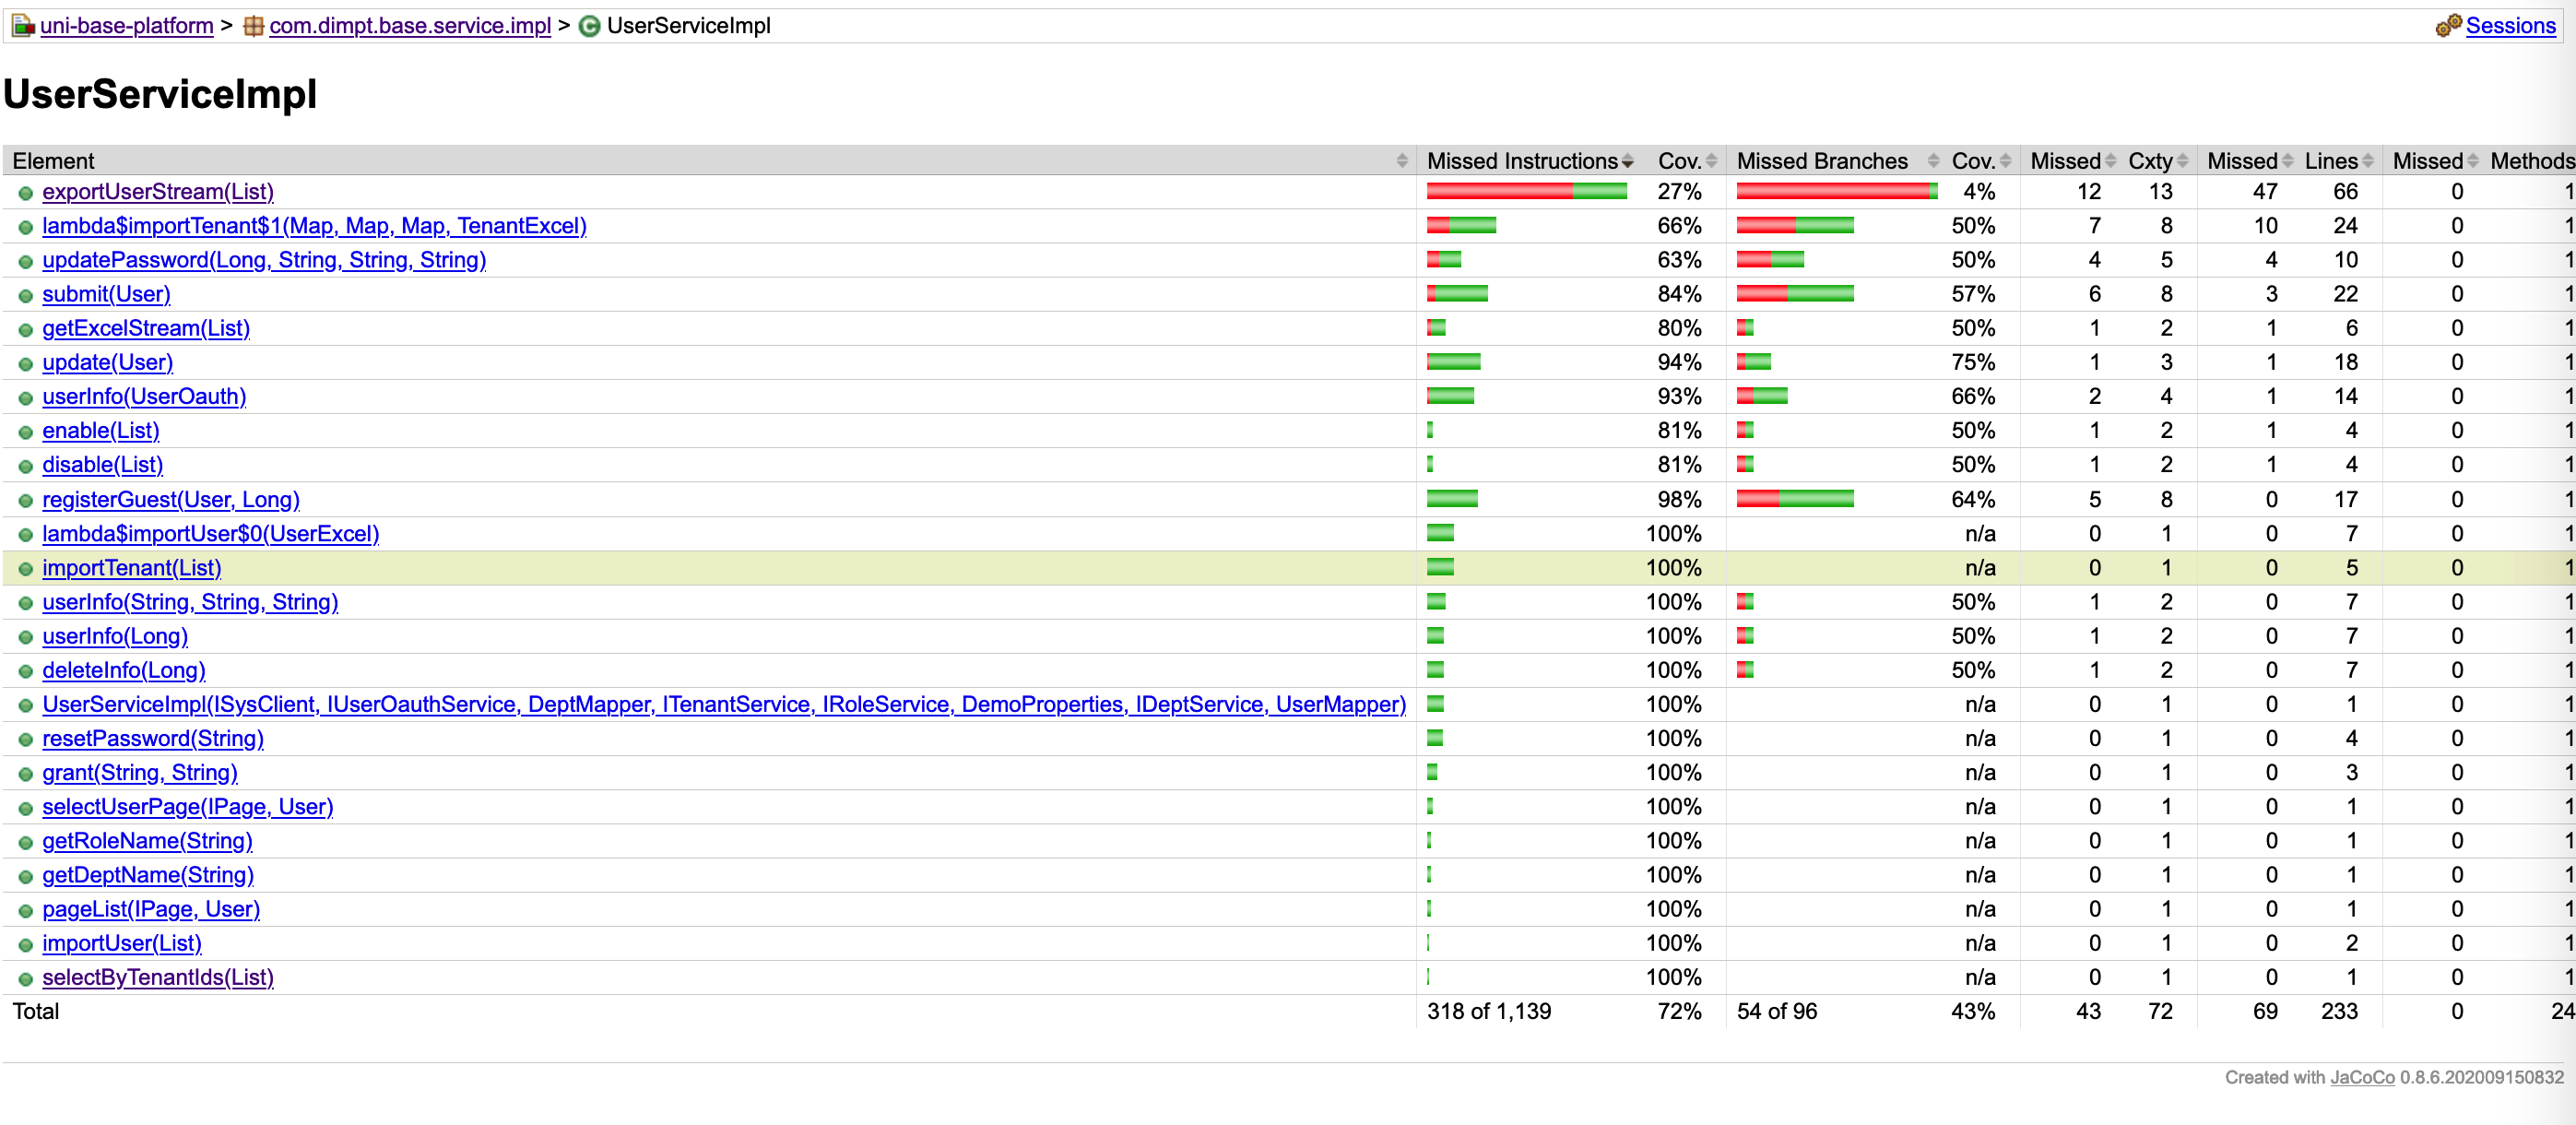 uni-base-platform > com.dimpt.base.service.impl > UserServiceImpl Sessions
UserServiceImpl
Element Missed Instructions Cov. Missed Branches Cov. Missed Cxty Missed Lines Missed Methods
exportUserStream(List) 27% 4% 12 13 47 66 0 1
lambda$importTenant$1(Map, Map, Map, TenantExcel) 66% 50% 7 8 10 24 0 1
updatePassword(Long, String, String, String) 63% 50% 4 5 4 10 0 1
submit(User) 84% 57% 6 8 3 22 0 1
getExcelStream(List) 80% 50% 1 2 1 6 0 1
update(User) 94% 75% 1 3 1 18 0 1
userInfo(UserOauth) 93% 66% 2 4 1 14 0 1
enable(List) 81% 50% 1 2 1 4 0 1
disable(List) 81% 50% 1 2 1 4 0 1
registerGuest(User, Long) 98% 64% 5 8 0 17 0 1
lambda$importUser$0(UserExcel) 100% n/a 0 1 0 7 0 1
importTenant(List) 100% n/a 0 1 0 5 0 1
userInfo(String, String, String) 100% 50% 1 2 0 7 0 1
userInfo(Long) 100% 50% 1 2 0 7 0 1
deleteInfo(Long) 100% 50% 1 2 0 7 0 1
UserServiceImpl(ISysClient, IUserOauthService, DeptMapper, ITenantService, IRoleService, DemoProperties, IDeptService, UserMapper) 100% n/a 0 1 0 1 0 1
resetPassword(String) 100% n/a 0 1 0 4 0 1
grant(String, String) 100% n/a 0 1 0 3 0 1
selectUserPage(IPage, User) 100% n/a 0 1 0 1 0 1
getRoleName(String) 100% n/a 0 1 0 1 0 1
getDeptName(String) 100% n/a 0 1 0 1 0 1
pageList(IPage, User) 100% n/a 0 1 0 1 0 1
importUser(List) 100% n/a 0 1 0 2 0 1
selectByTenantIds(List) 100% n/a 0 1 0 1 0 1
Total 318 of 1,139 72% 54 of 96 43% 43 72 69 233 0 24
Created with JaCoCo 0.8.6.202009150832